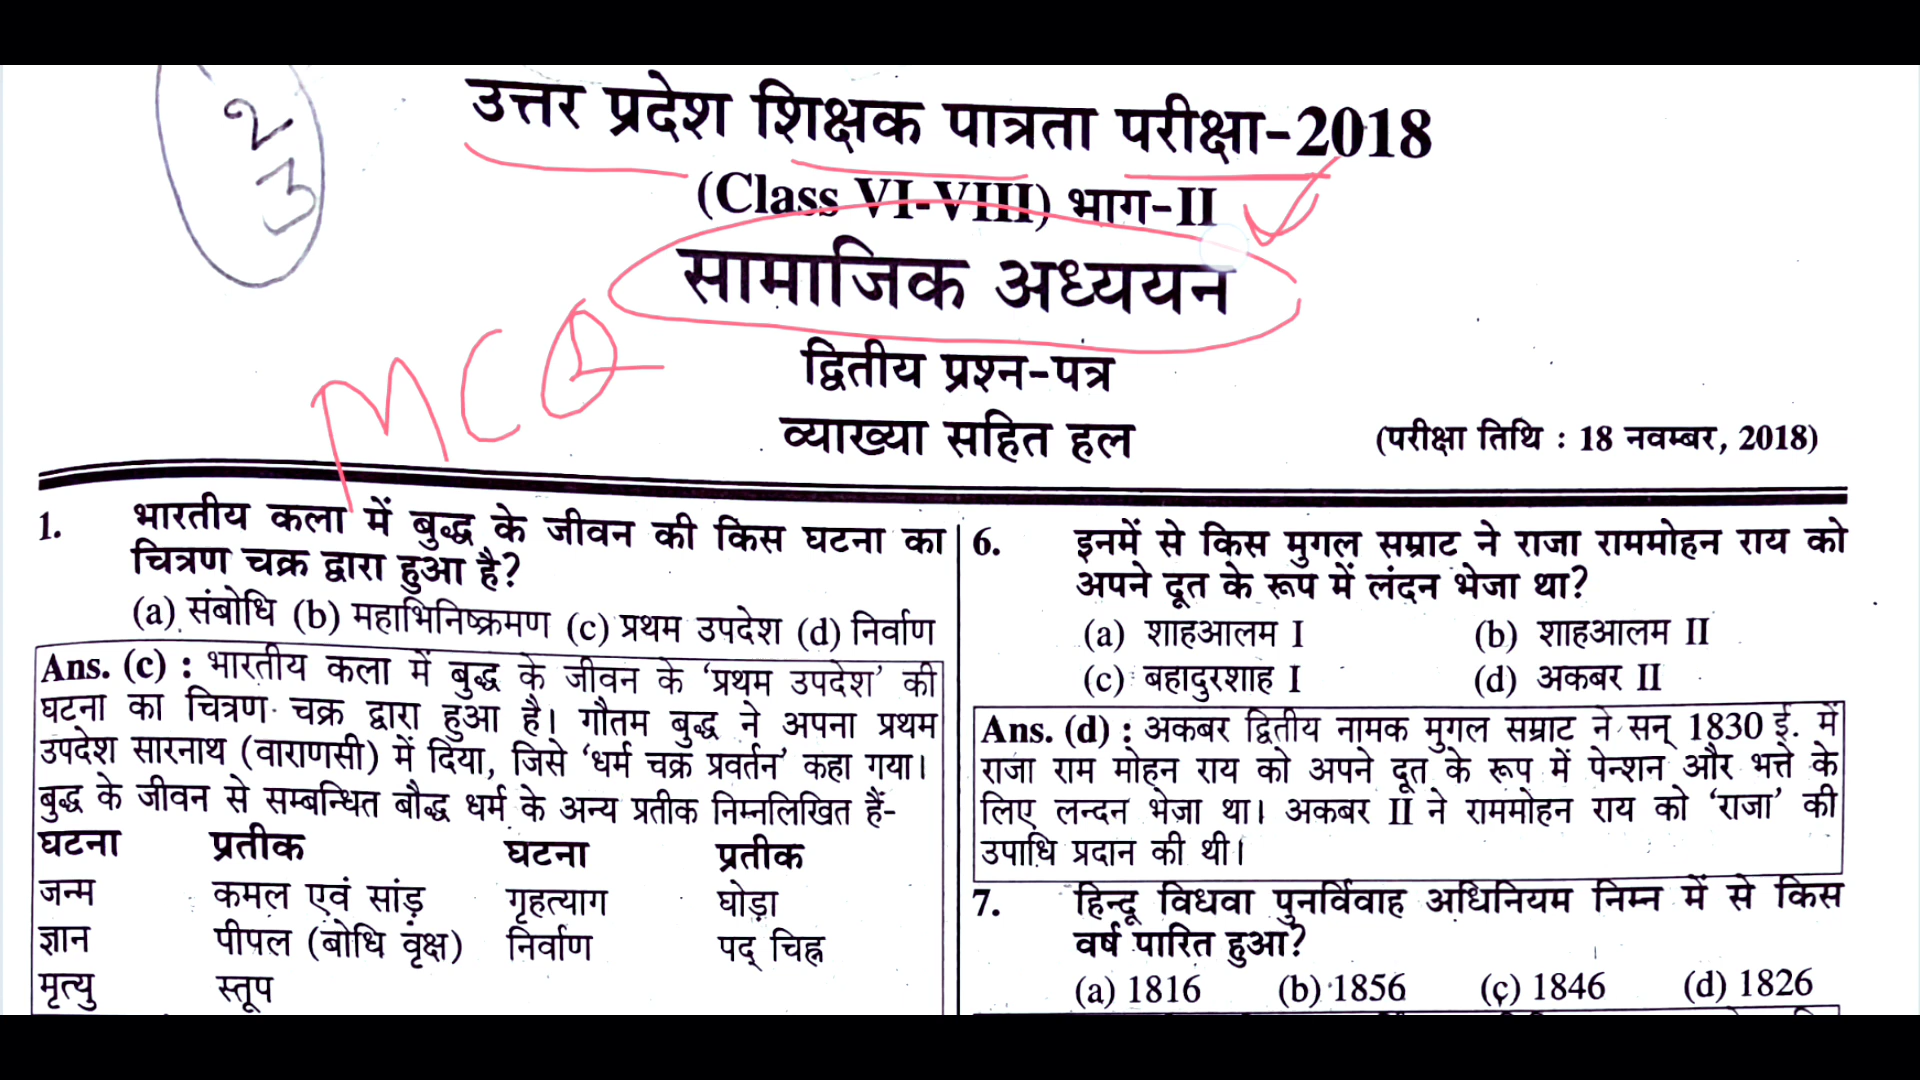 2
3
उत्तर प्रदेश शिक्षक पात्रता परीक्षा-2018
(Class VI-VIII) भाग-II
सामाजिक अध्ययन
MCQ
द्वितीय प्रश्न-पत्र
व्याख्या सहित हल
(परीक्षा तिथि : 18 नवम्बर, 2018)
1. भारतीय कला में बुद्ध के जीवन की किस घटना का
चित्रण चक्र द्वारा हुआ है?
(a) संबोधि (b) महाभिनिष्क्रमण (c) प्रथम उपदेश (d) निर्वाण
Ans. (c) : भारतीय कला में बुद्ध के जीवन के ‘प्रथम उपदेश’ की
घटना का चित्रण चक्र द्वारा हुआ है। गौतम बुद्ध ने अपना प्रथम
उपदेश सारनाथ (वाराणसी) में दिया, जिसे ‘धर्म चक्र प्रवर्तन’ कहा गया।
बुद्ध के जीवन से सम्बन्धित बौद्ध धर्म के अन्य प्रतीक निम्नलिखित हैं-
घटना प्रतीक घटना प्रतीक
जन्म कमल एवं सांड़ गृहत्याग घोड़ा
ज्ञान पीपल (बोधि वृक्ष) निर्वाण पद् चिह्न
मृत्यु स्तूप
6. इनमें से किस मुगल सम्राट ने राजा राममोहन राय को
अपने दूत के रूप में लंदन भेजा था?
(a) शाहआलम I (b) शाहआलम II
(c) बहादुरशाह I (d) अकबर II
Ans. (d) : अकबर द्वितीय नामक मुगल सम्राट ने सन् 1830 ई. में
राजा राम मोहन राय को अपने दूत के रूप में पेन्शन और भत्ते के
लिए लन्दन भेजा था। अकबर II ने राममोहन राय को ‘राजा’ की
उपाधि प्रदान की थी।
7. हिन्दू विधवा पुनर्विवाह अधिनियम निम्न में से किस
वर्ष पारित हुआ?
(a) 1816 (b) 1856 (c) 1846 (d) 1826